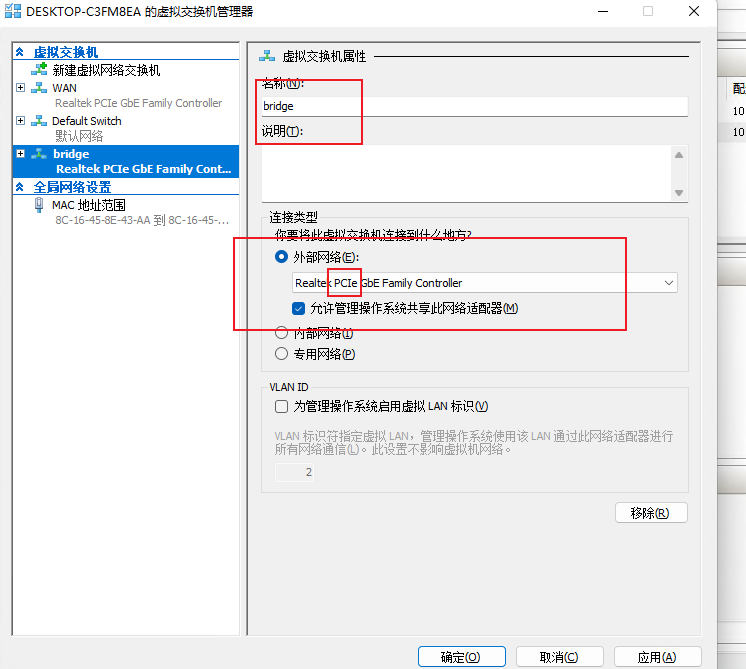 DESKTOP-C3FM8EA 的虚拟交换机管理器
虚拟交换机
新建虚拟网络交换机
WAN
Realtek PCIe GbE Family Controller
Default Switch
默认网络
bridge
Realtek PCIe GbE Family Cont...
全局网络设置
MAC 地址范围
8C-16-45-8E-43-AA 到 8C-16-45-...
虚拟交换机属性
名称(N):
bridge
说明(T):
连接类型
你要将此虚拟交换机连接到什么地方?
外部网络(E):
Realtek PCIe GbE Family Controller
允许管理操作系统共享此网络适配器(M)
内部网络(I)
专用网络(P)
VLAN ID
为管理操作系统启用虚拟 LAN 标识(V)
VLAN 标识符指定虚拟 LAN，管理操作系统使用该 LAN 通过此网络适配器进行
所有网络通信(L)。此设置不影响虚拟机网络。
2
移除(R)
确定(O)
取消(C)
应用(A)
配
10
10